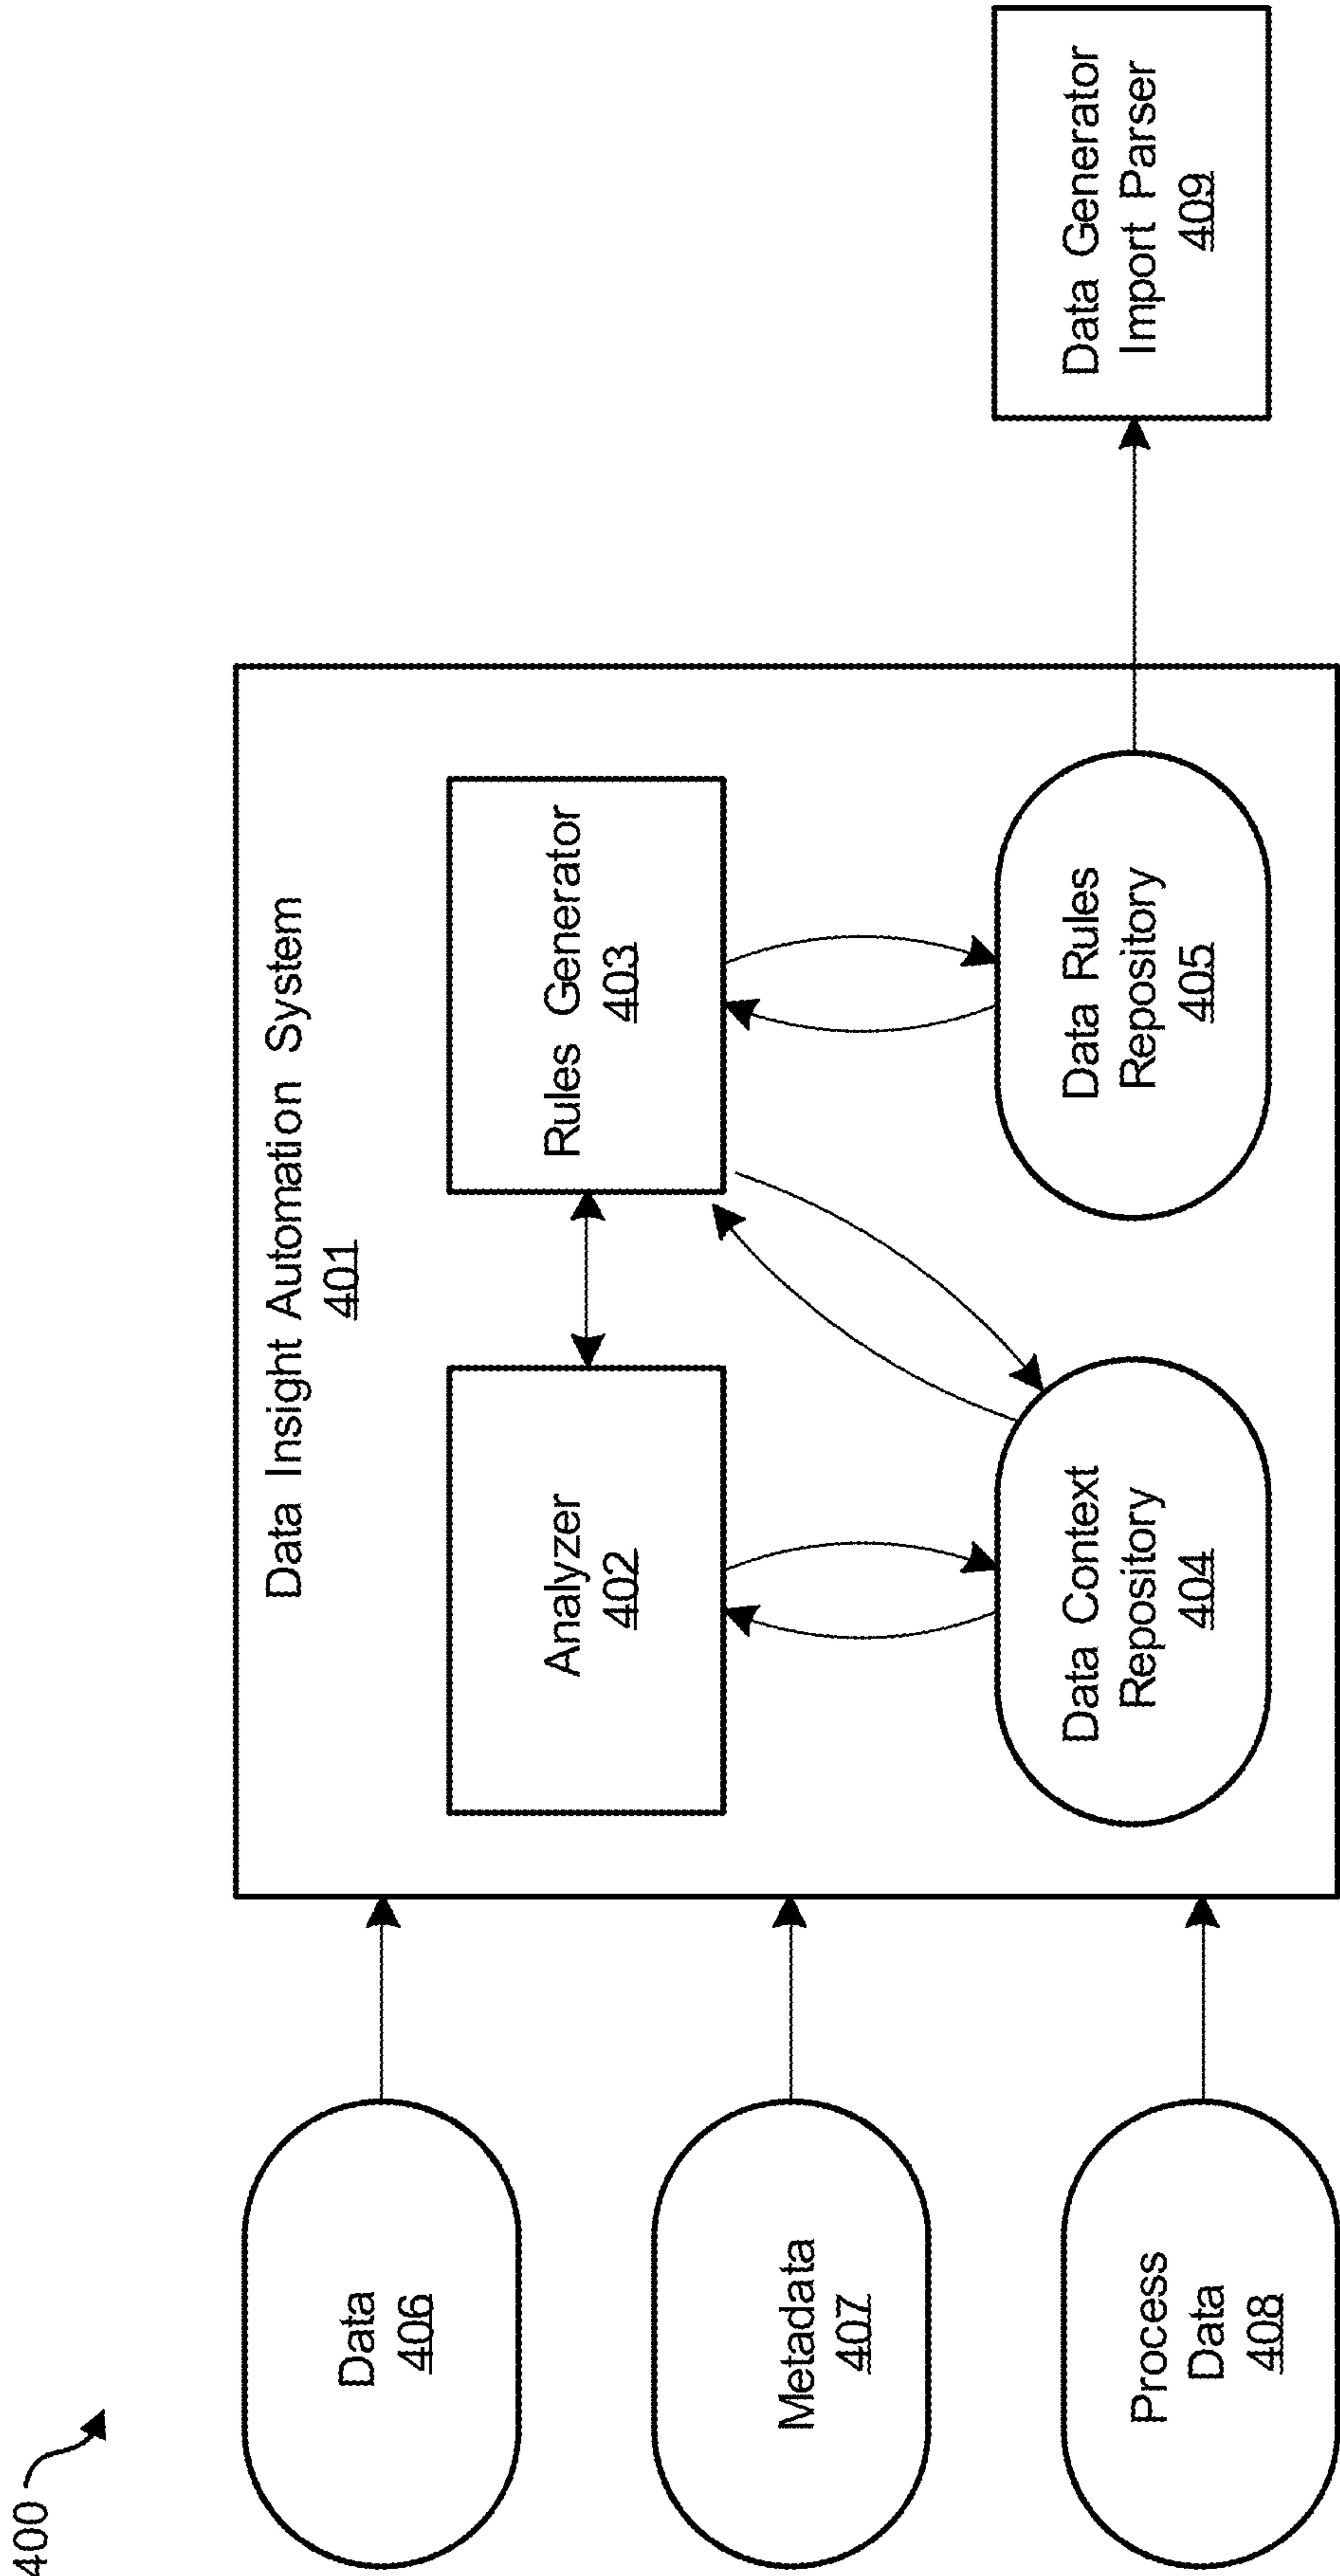 400
Data Insight Automation System
401
Data
406
Metadata
407
Process
Data
408
Analyzer
402
Rules Generator
403
Data Context
Repository
404
Data Rules
Repository
405
Data Generator
Import Parser
409